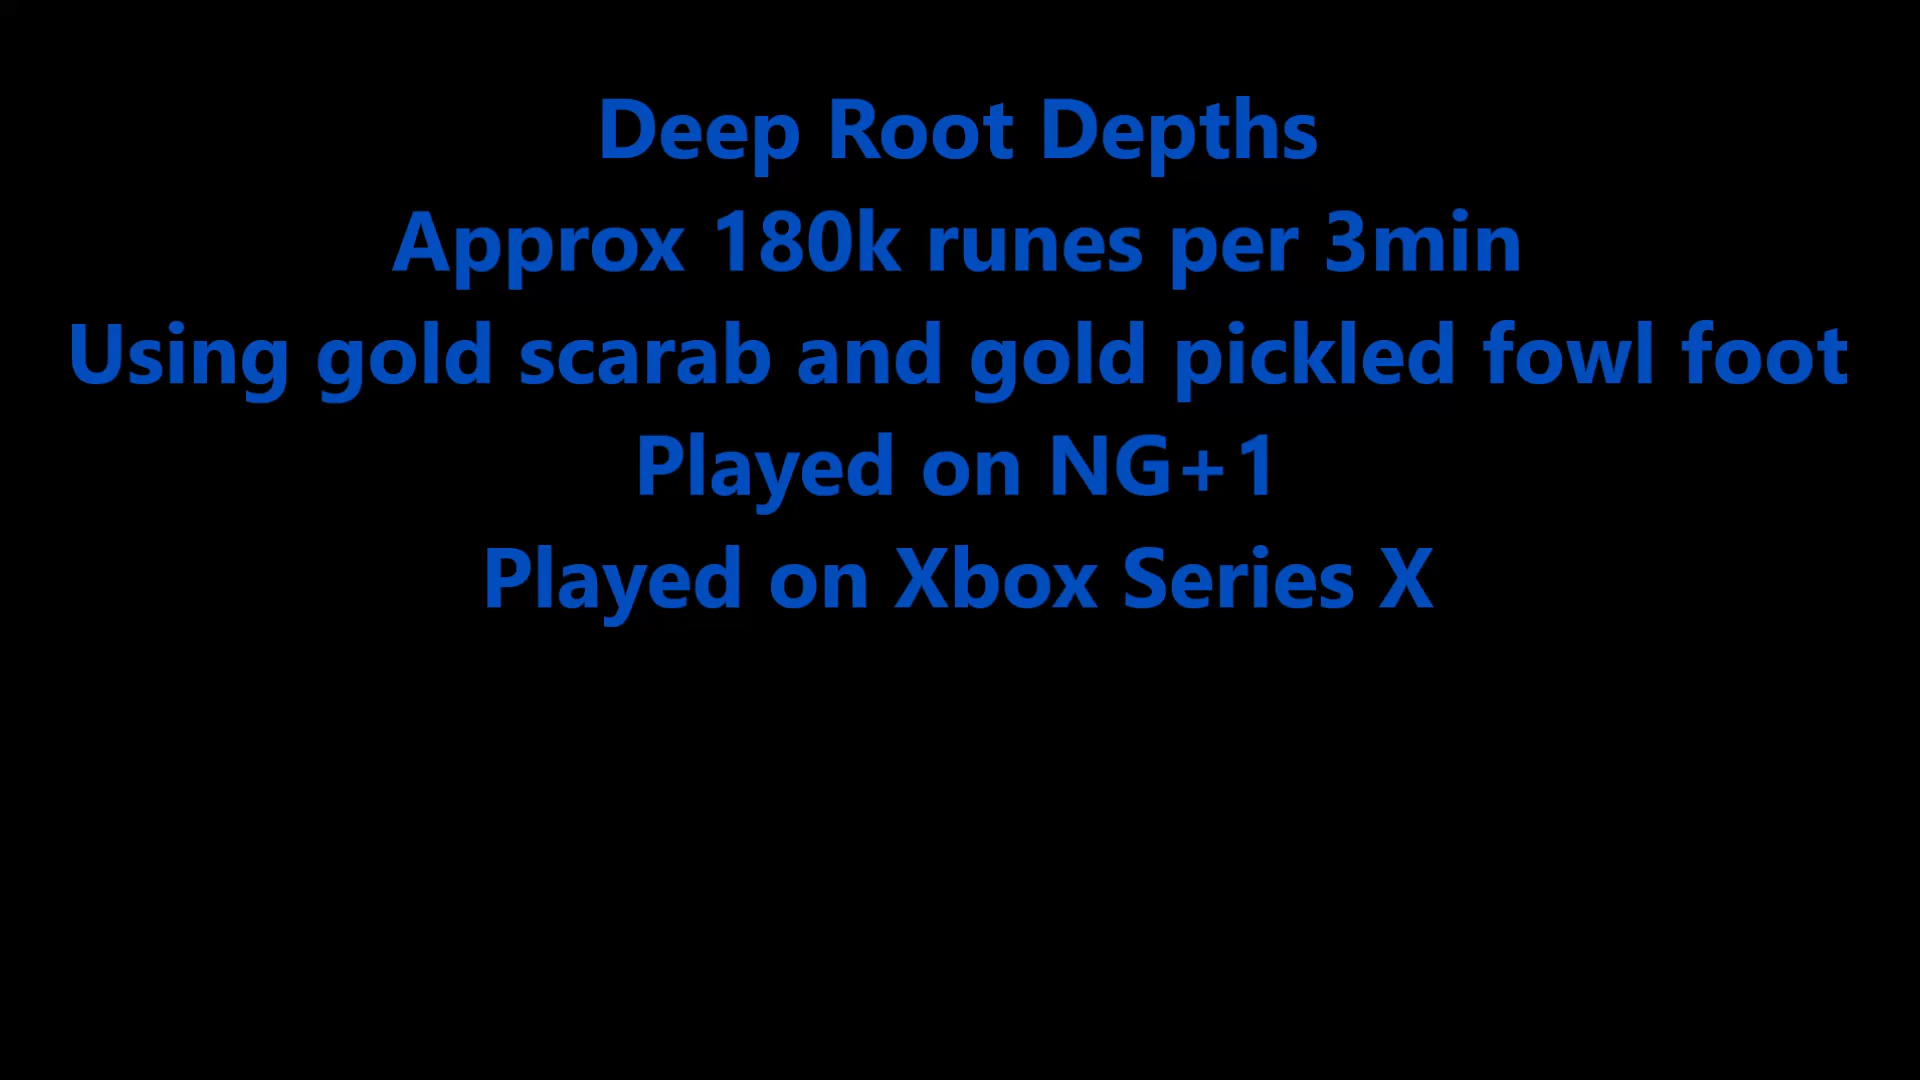 Deep Root Depths
Approx 180k runes per 3min
Using gold scarab and gold pickled fowl foot
Played on NG+1
Played on Xbox Series X